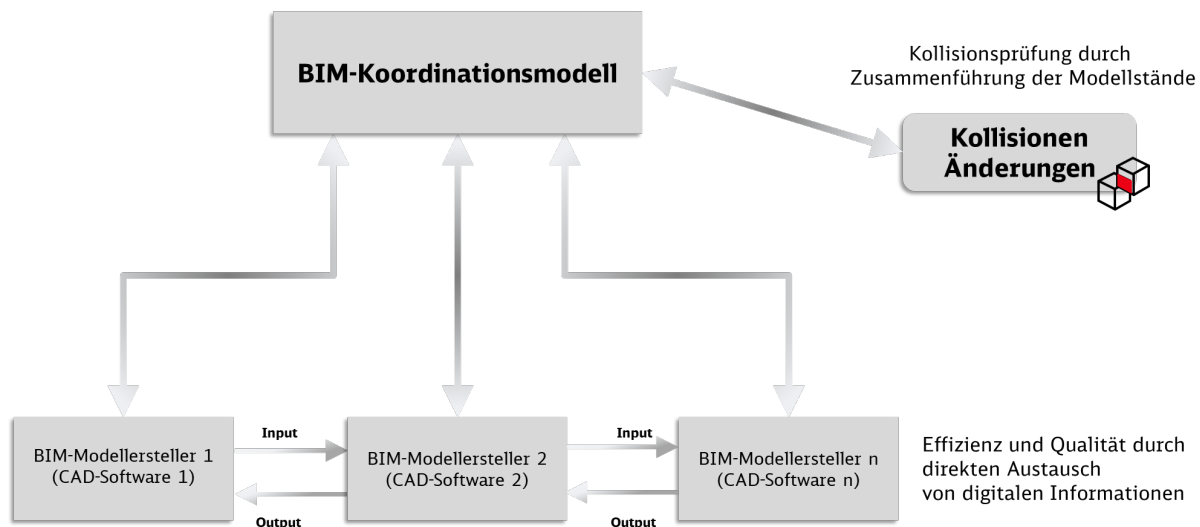 BIM-Koordinationsmodell
Kollisionsprüfung durch
Zusammenführung der Modellstände
Kollisionen
Änderungen
BIM-Modellersteller 1
(CAD-Software 1)
Input
Output
BIM-Modellersteller 2
(CAD-Software 2)
Input
Output
BIM-Modellersteller n
(CAD-Software n)
Effizienz und Qualität durch
direkten Austausch
von digitalen Informationen